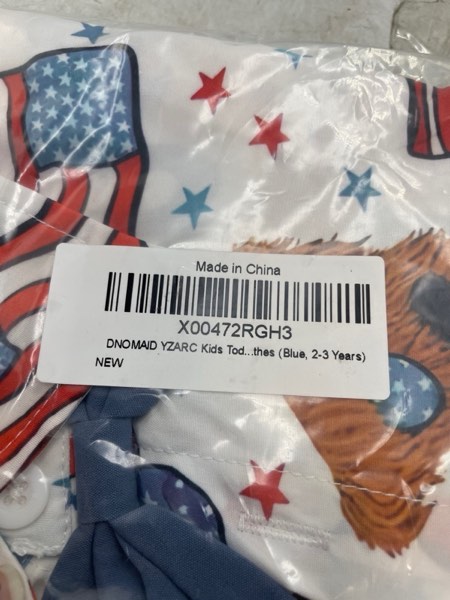 Made in China
X00472RGH3
DNOMAID YZARC Kids Tod...thes (Blue, 2-3 Years)
NEW